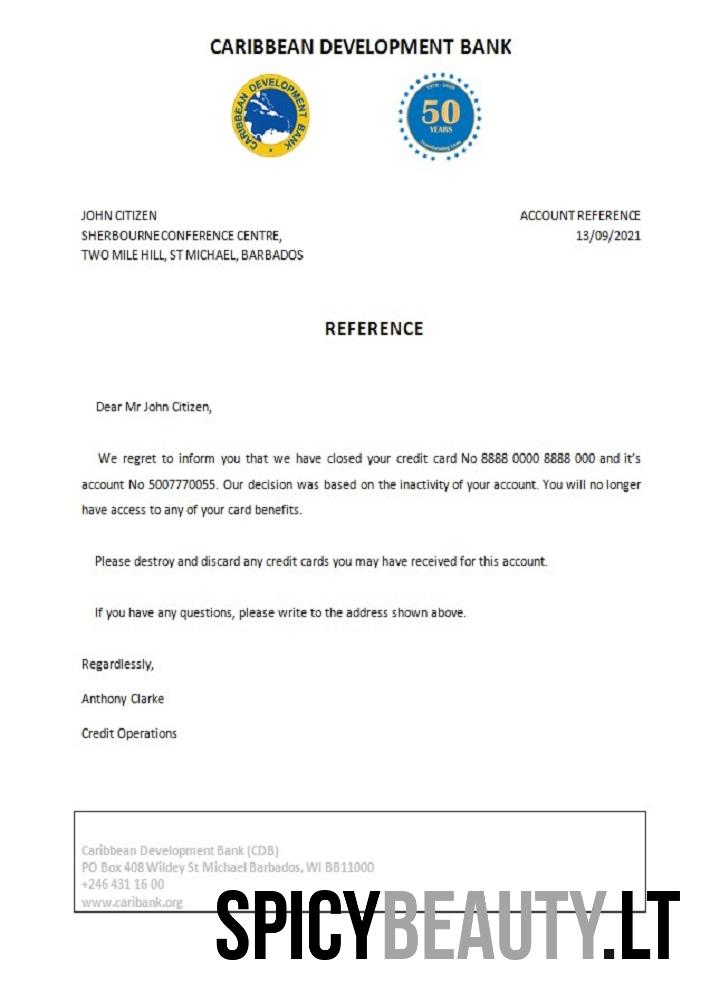 CARIBBEAN DEVELOPMENT BANK
CARIBBEAN DEVELOPMENT BANK
50
YEARS
JOHN CITIZEN
SHERBOURNE CONFERENCE CENTRE,
TWO MILE HILL, ST MICHAEL, BARBADOS
ACCOUNT REFERENCE
13/09/2021
REFERENCE
Dear Mr John Citizen,
We regret to inform you that we have closed your credit card No 8888 0000 8888 000 and it's
account No 5007770055. Our decision was based on the inactivity of your account. You will no longer
have access to any of your card benefits.
Please destroy and discard any credit cards you may have received for this account.
If you have any questions, please write to the address shown above.
Regardlessly,
Anthony Clarke
Credit Operations
Caribbean Development Bank (CDB)
PO Box 408 Wildey St Michael Barbados, WI BB11000
+246 431 16 00
www.caribank.org
SPICYBEAUTY.LT